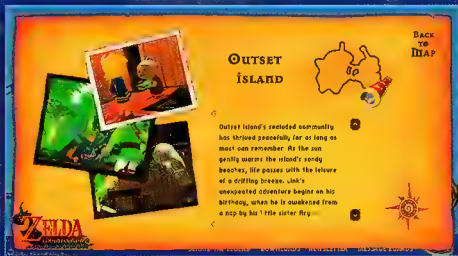 Outset
Island
Back
to
Map
Outset Island's secluded community
has thrived peacefully for as long as
most can remember. As the sun
gently warms the island's sandy
beaches, life passes with the leisure
of a drifting breeze. Link's
unexpected adventure begins on his
birthday, when he is awakened from
a nap by his little sister Ary
ZELDA
DOWNLOADS NEWSLETTER MESSAGE BOARDS